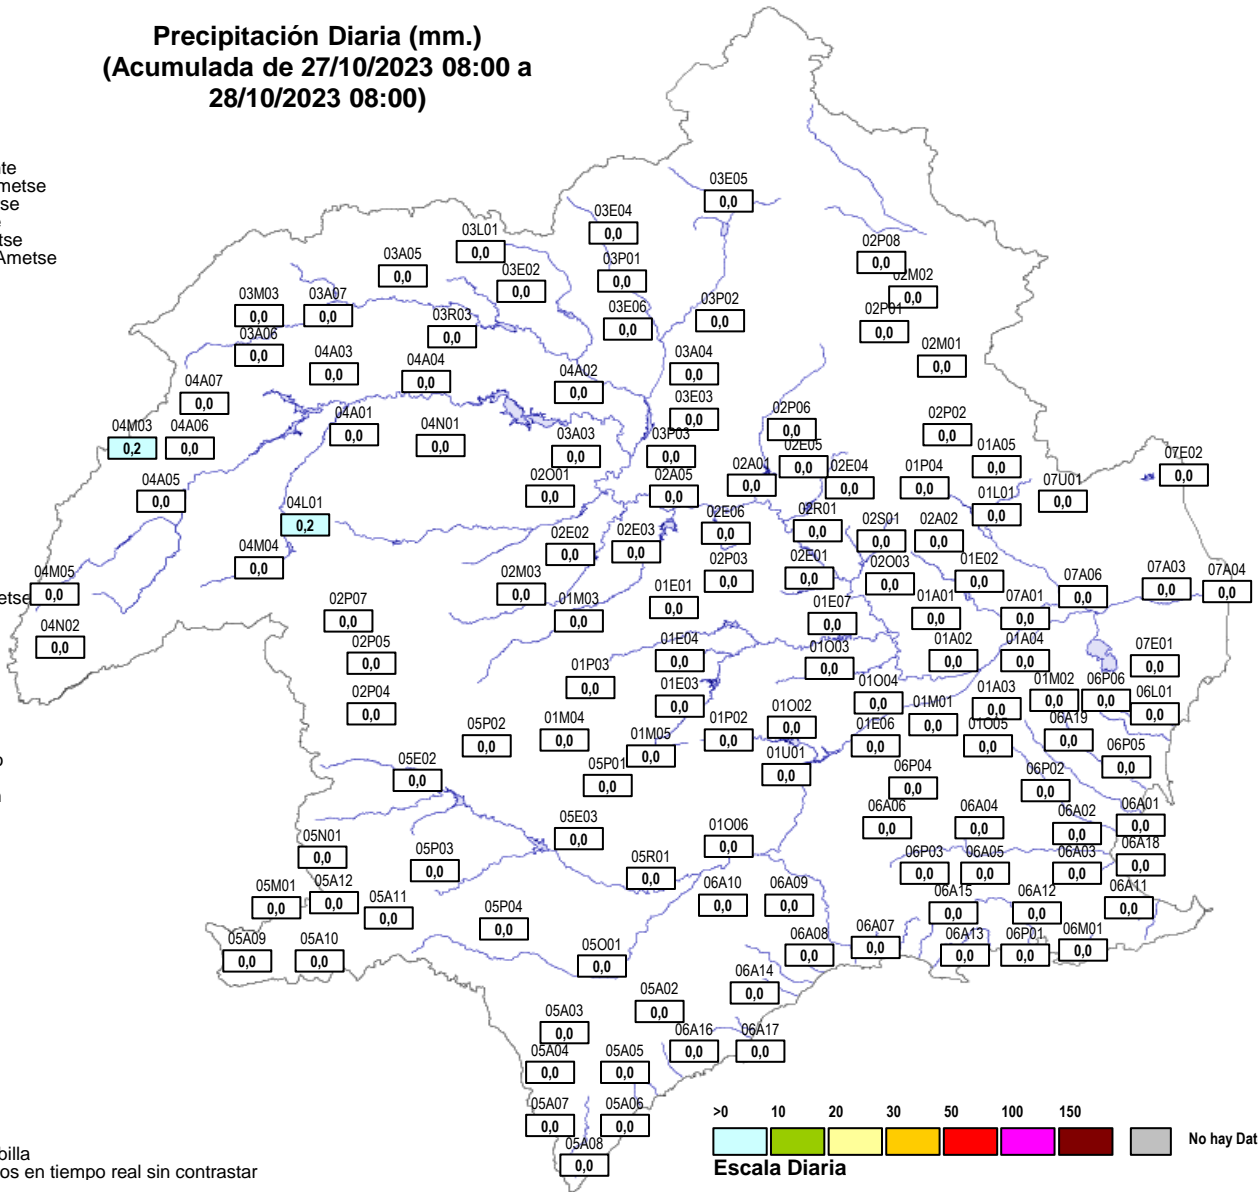 Precipitación Diaria (mm.)
(Acumulada de 27/10/2023 08:00 a
28/10/2023 08:00)
nte
metse
tse
e
tse
Ametse
etse
o
n
billa
os en tiempo real sin contrastar
03E05
0,0
03E04
0,0
03L01
0,0
03A05
0,0
03P01
0,0
03E02
0,0
02P08
0,0
02M02
0,0
03M03
0,0
03A07
0,0
03R03
0,0
03E06
0,0
03P02
0,0
02P01
0,0
03A06
0,0
04A03
0,0
04A04
0,0
04A02
0,0
03A04
0,0
02M01
0,0
04A07
0,0
03E03
0,0
04M03
0,2
04A06
0,0
04A01
0,0
04N01
0,0
03A03
0,0
03P03
0,0
02P06
0,0
02P02
0,0
02E05
0,0
01A05
0,0
07E02
0,0
04A05
0,0
02O01
0,0
02A05
0,0
02A01
0,0
02E04
0,0
01P04
0,0
01L01
0,0
07U01
0,0
04L01
0,2
02E06
0,0
02R01
0,0
02S01
0,0
02A02
0,0
04M04
0,0
02E02
0,0
02E03
0,0
04M05
0,0
02M03
0,0
02P03
0,0
02E01
0,0
02O03
0,0
01E02
0,0
07A06
0,0
07A03
0,0
07A04
0,0
04N02
0,0
02P07
0,0
01M03
0,0
01E01
0,0
01E07
0,0
01A01
0,0
07A01
0,0
02P05
0,0
01E04
0,0
01O03
0,0
01A02
0,0
01A04
0,0
07E01
0,0
02P04
0,0
01P03
0,0
01E03
0,0
01O04
0,0
01A03
0,0
01M02
0,0
06P06
0,0
06L01
0,0
05P02
0,0
01M04
0,0
01M05
0,0
01P02
0,0
01O02
0,0
01E06
0,0
01M01
0,0
01O05
0,0
06A19
0,0
06P05
0,0
05E02
0,0
05P01
0,0
01U01
0,0
06P04
0,0
06P02
0,0
05E03
0,0
01O06
0,0
06A06
0,0
06A04
0,0
06A02
0,0
06A01
0,0
05N01
0,0
05P03
0,0
05R01
0,0
06P03
0,0
06A05
0,0
06A03
0,0
06A18
0,0
05M01
0,0
05A12
0,0
05A11
0,0
06A10
0,0
06A09
0,0
06A15
0,0
06A12
0,0
06A11
0,0
05A09
0,0
05A10
0,0
05P04
0,0
05O01
0,0
06A08
0,0
06A07
0,0
06A13
0,0
06P01
0,0
06M01
0,0
05A02
0,0
06A14
0,0
05A03
0,0
06A16
0,0
06A17
0,0
05A04
0,0
05A05
0,0
05A07
0,0
05A06
0,0
05A08
0,0
>0 10 20 30 50 100 150
No hay Dat
Escala Diaria